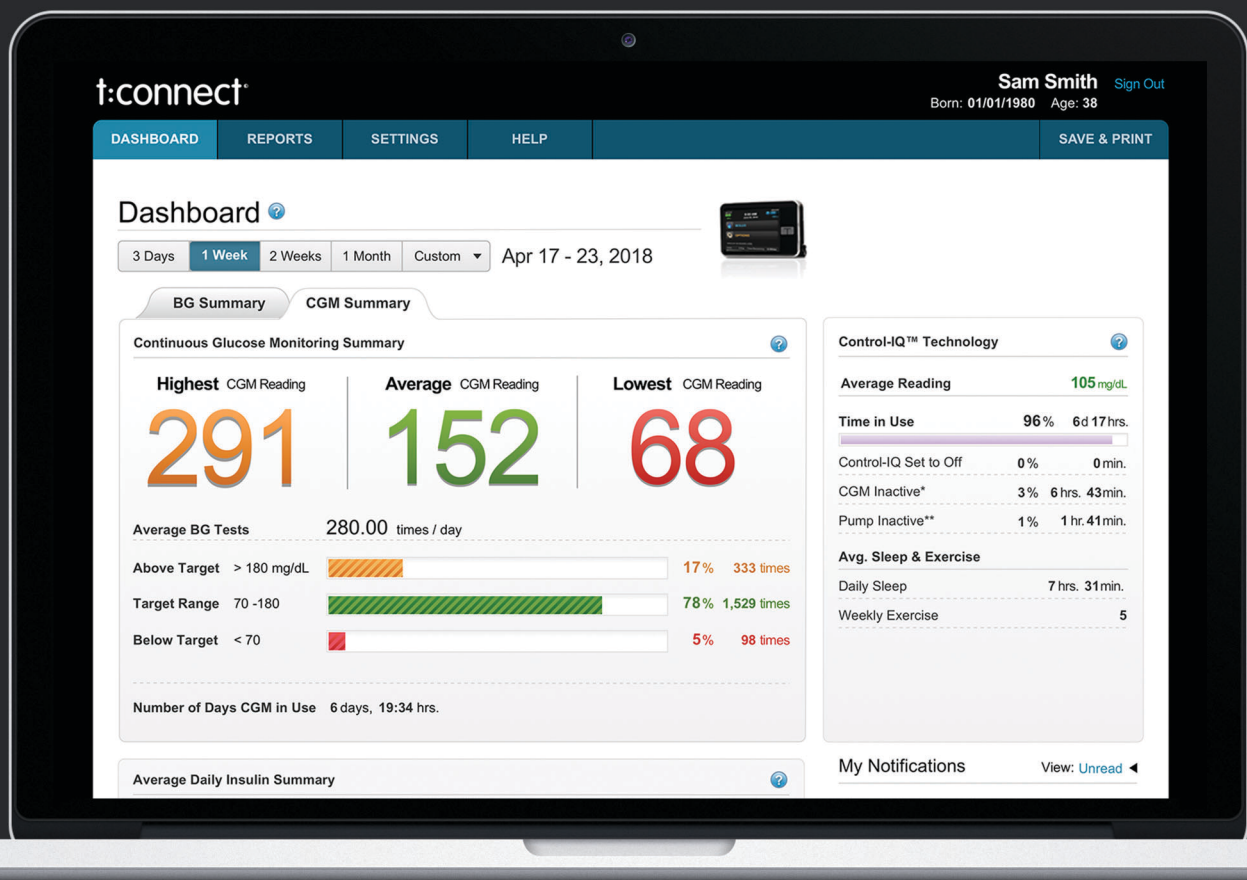 t:connect
Sam Smith Sign Out
Born: 01/01/1980 Age: 38
DASHBOARD REPORTS SETTINGS HELP SAVE & PRINT
Dashboard ?
3 Days 1 Week 2 Weeks 1 Month Custom Apr 17 - 23, 2018
BG Summary CGM Summary
Continuous Glucose Monitoring Summary ?
Highest CGM Reading Average CGM Reading Lowest CGM Reading
291 152 68
Average BG Tests 280.00 times / day
Above Target > 180 mg/dL 17% 333 times
Target Range 70 -180 78% 1,529 times
Below Target < 70 5% 98 times
Number of Days CGM in Use 6 days, 19:34 hrs.
Average Daily Insulin Summary ?
Control-IQ™ Technology ?
Average Reading 105 mg/dL
Time in Use 96% 6d 17hrs.
Control-IQ Set to Off 0% 0 min.
CGM Inactive* 3% 6 hrs. 43min.
Pump Inactive** 1% 1 hr. 41min.
Avg. Sleep & Exercise
Daily Sleep 7 hrs. 31min.
Weekly Exercise 5
My Notifications View: Unread